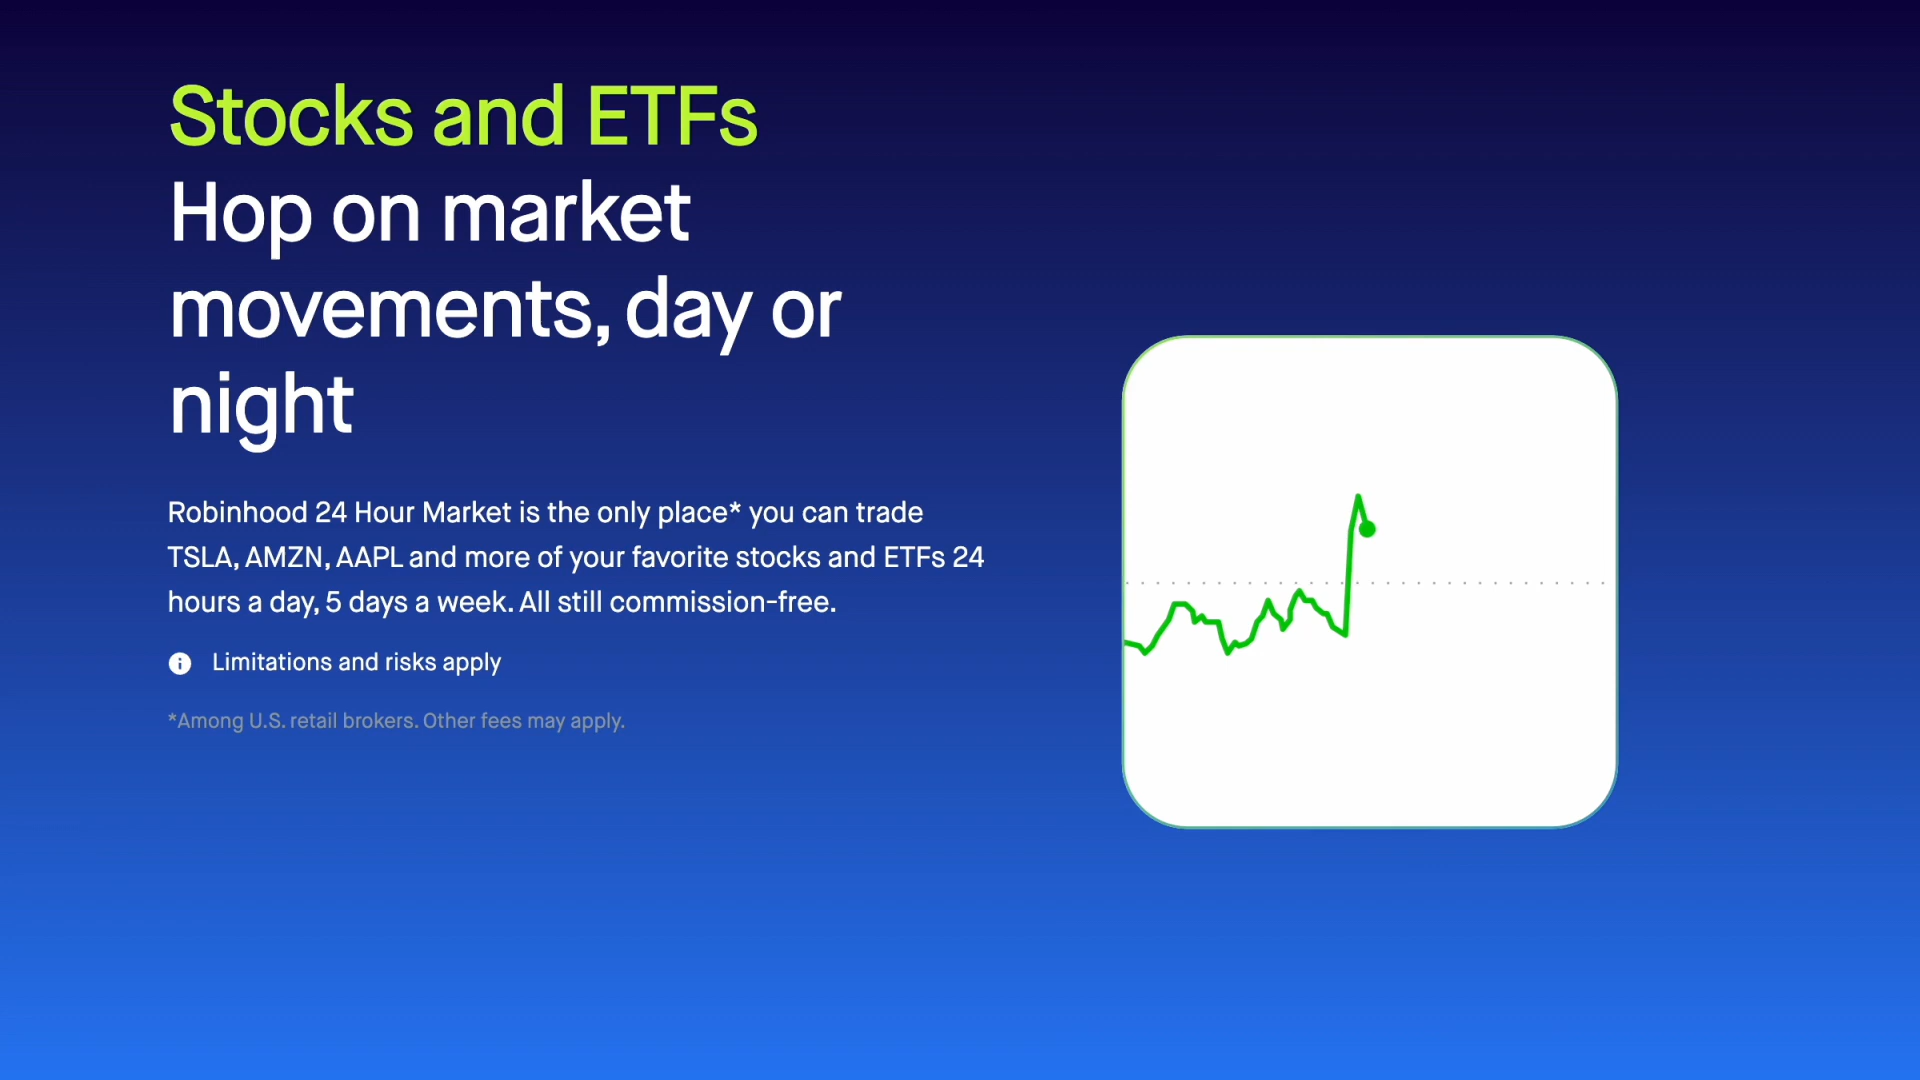 Stocks and ETFs
Hop on market
movements, day or
night
Robinhood 24 Hour Market is the only place* you can trade
TSLA, AMZN, AAPL and more of your favorite stocks and ETFs 24
hours a day, 5 days a week. All still commission-free.
Limitations and risks apply
*Among U.S. retail brokers. Other fees may apply.